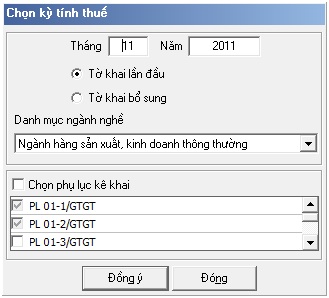 Chọn kỳ tính thuế
Tháng 11 Năm 2011
Tờ khai lần đầu
Tờ khai bổ sung
Danh mục ngành nghề
Ngành hàng sản xuất, kinh doanh thông thường
Chọn phụ lục kê khai
PL 01-1/GTGT
PL 01-2/GTGT
PL 01-3/GTGT
Đồng ý Đóng